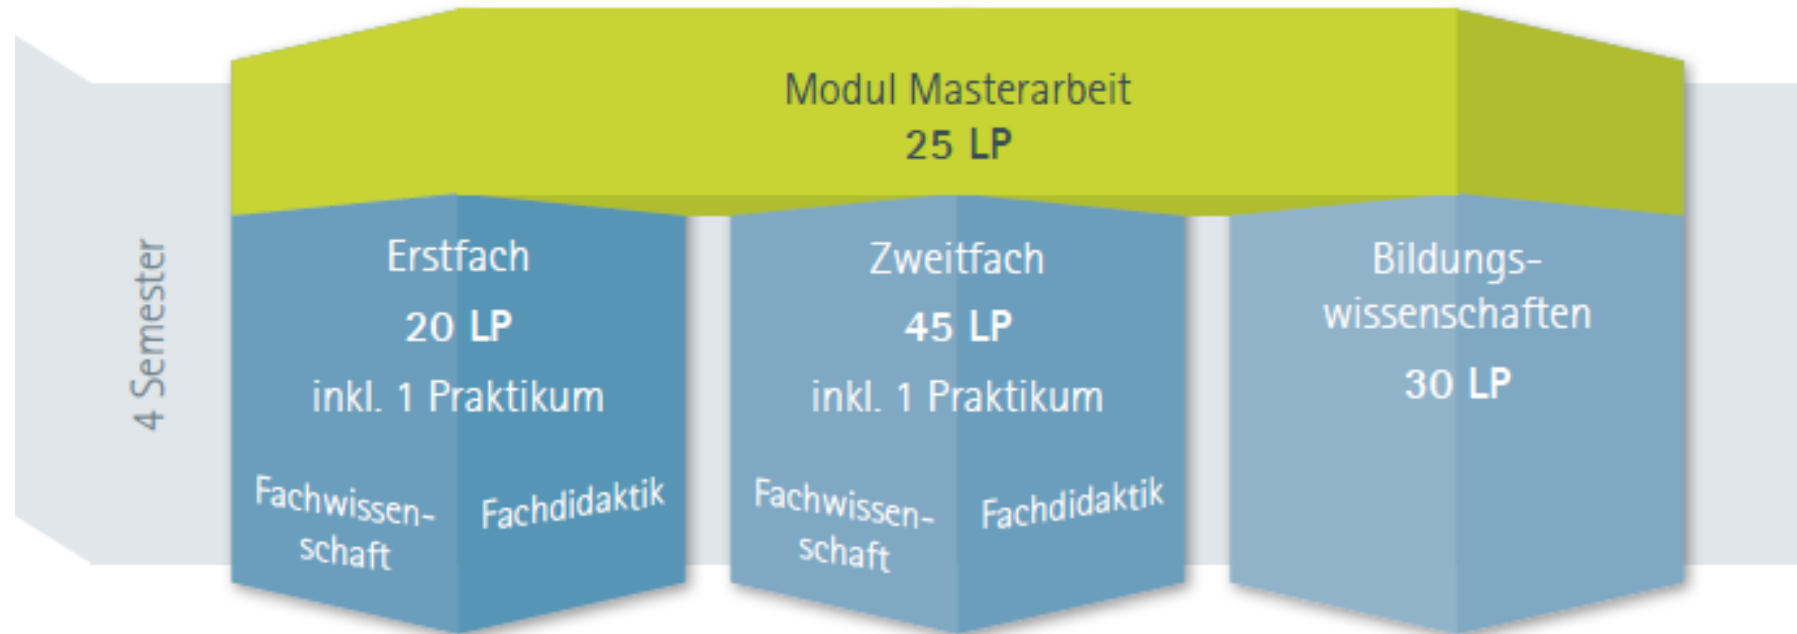 Modul Masterarbeit
25 LP
4 Semester
Erstfach
20 LP
inkl. 1 Praktikum
Fachwissen-
schaft
Fachdidaktik
Zweitfach
45 LP
inkl. 1 Praktikum
Fachwissen-
schaft
Fachdidaktik
Bildungs-
wissenschaften
30 LP